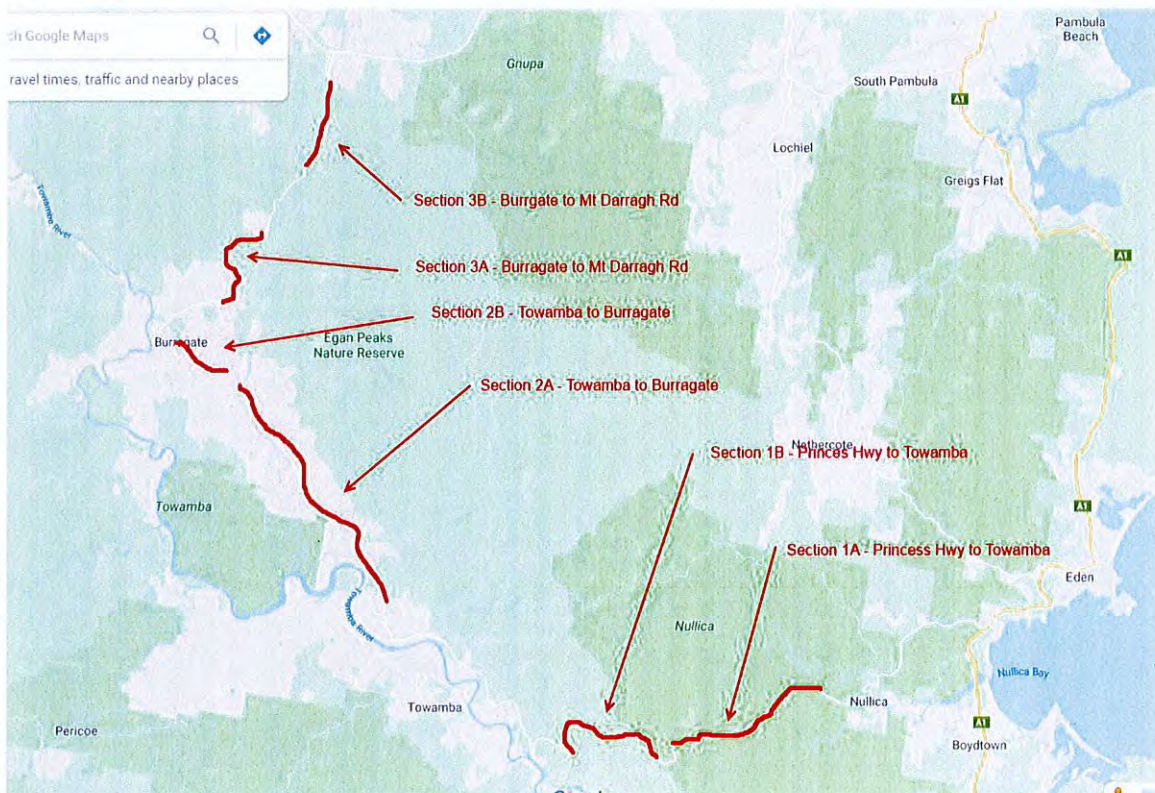 ch Google Maps
ravel times, traffic and nearby places
Pambula
Beach
Gnupa
South Pambula
A1
Lochiel
Greigs Flat
Section 3B - Burrgate to Mt Darragh Rd
Towamba River
A1
Section 3A - Burragate to Mt Darragh Rd
Section 2B - Towamba to Burragate
Burragate
Egan Peaks
Nature Reserve
Section 2A - Towamba to Burragate
Nethercote
Section 1B - Princes Hwy to Towamba
Towamba
A1
Section 1A - Princess Hwy to Towamba
Eden
Towamba River
Nullica
Nullica Bay
Towamba
Nullica
A1
Pericoe
Boydtown